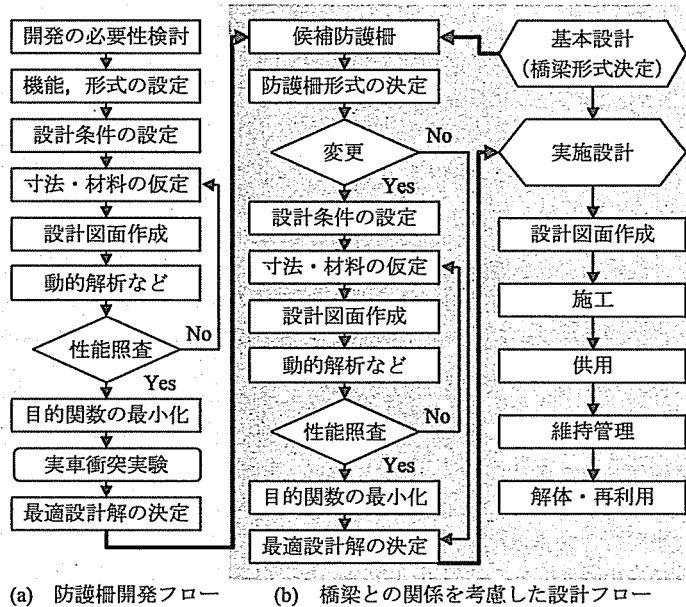 開発の必要性検討
機能，形式の設定
設計条件の設定
寸法・材料の仮定
設計図面作成
動的解析など
性能照査
No
Yes
目的関数の最小化
実車衝突実験
最適設計解の決定
(a) 防護柵開発フロー
候補防護柵
防護柵形式の決定
変更
No
Yes
設計条件の設定
寸法・材料の仮定
設計図面作成
動的解析など
性能照査
No
Yes
目的関数の最小化
最適設計解の決定
基本設計
（橋梁形式決定）
実施設計
設計図面作成
施工
供用
維持管理
解体・再利用
(b) 橋梁との関係を考慮した設計フロー